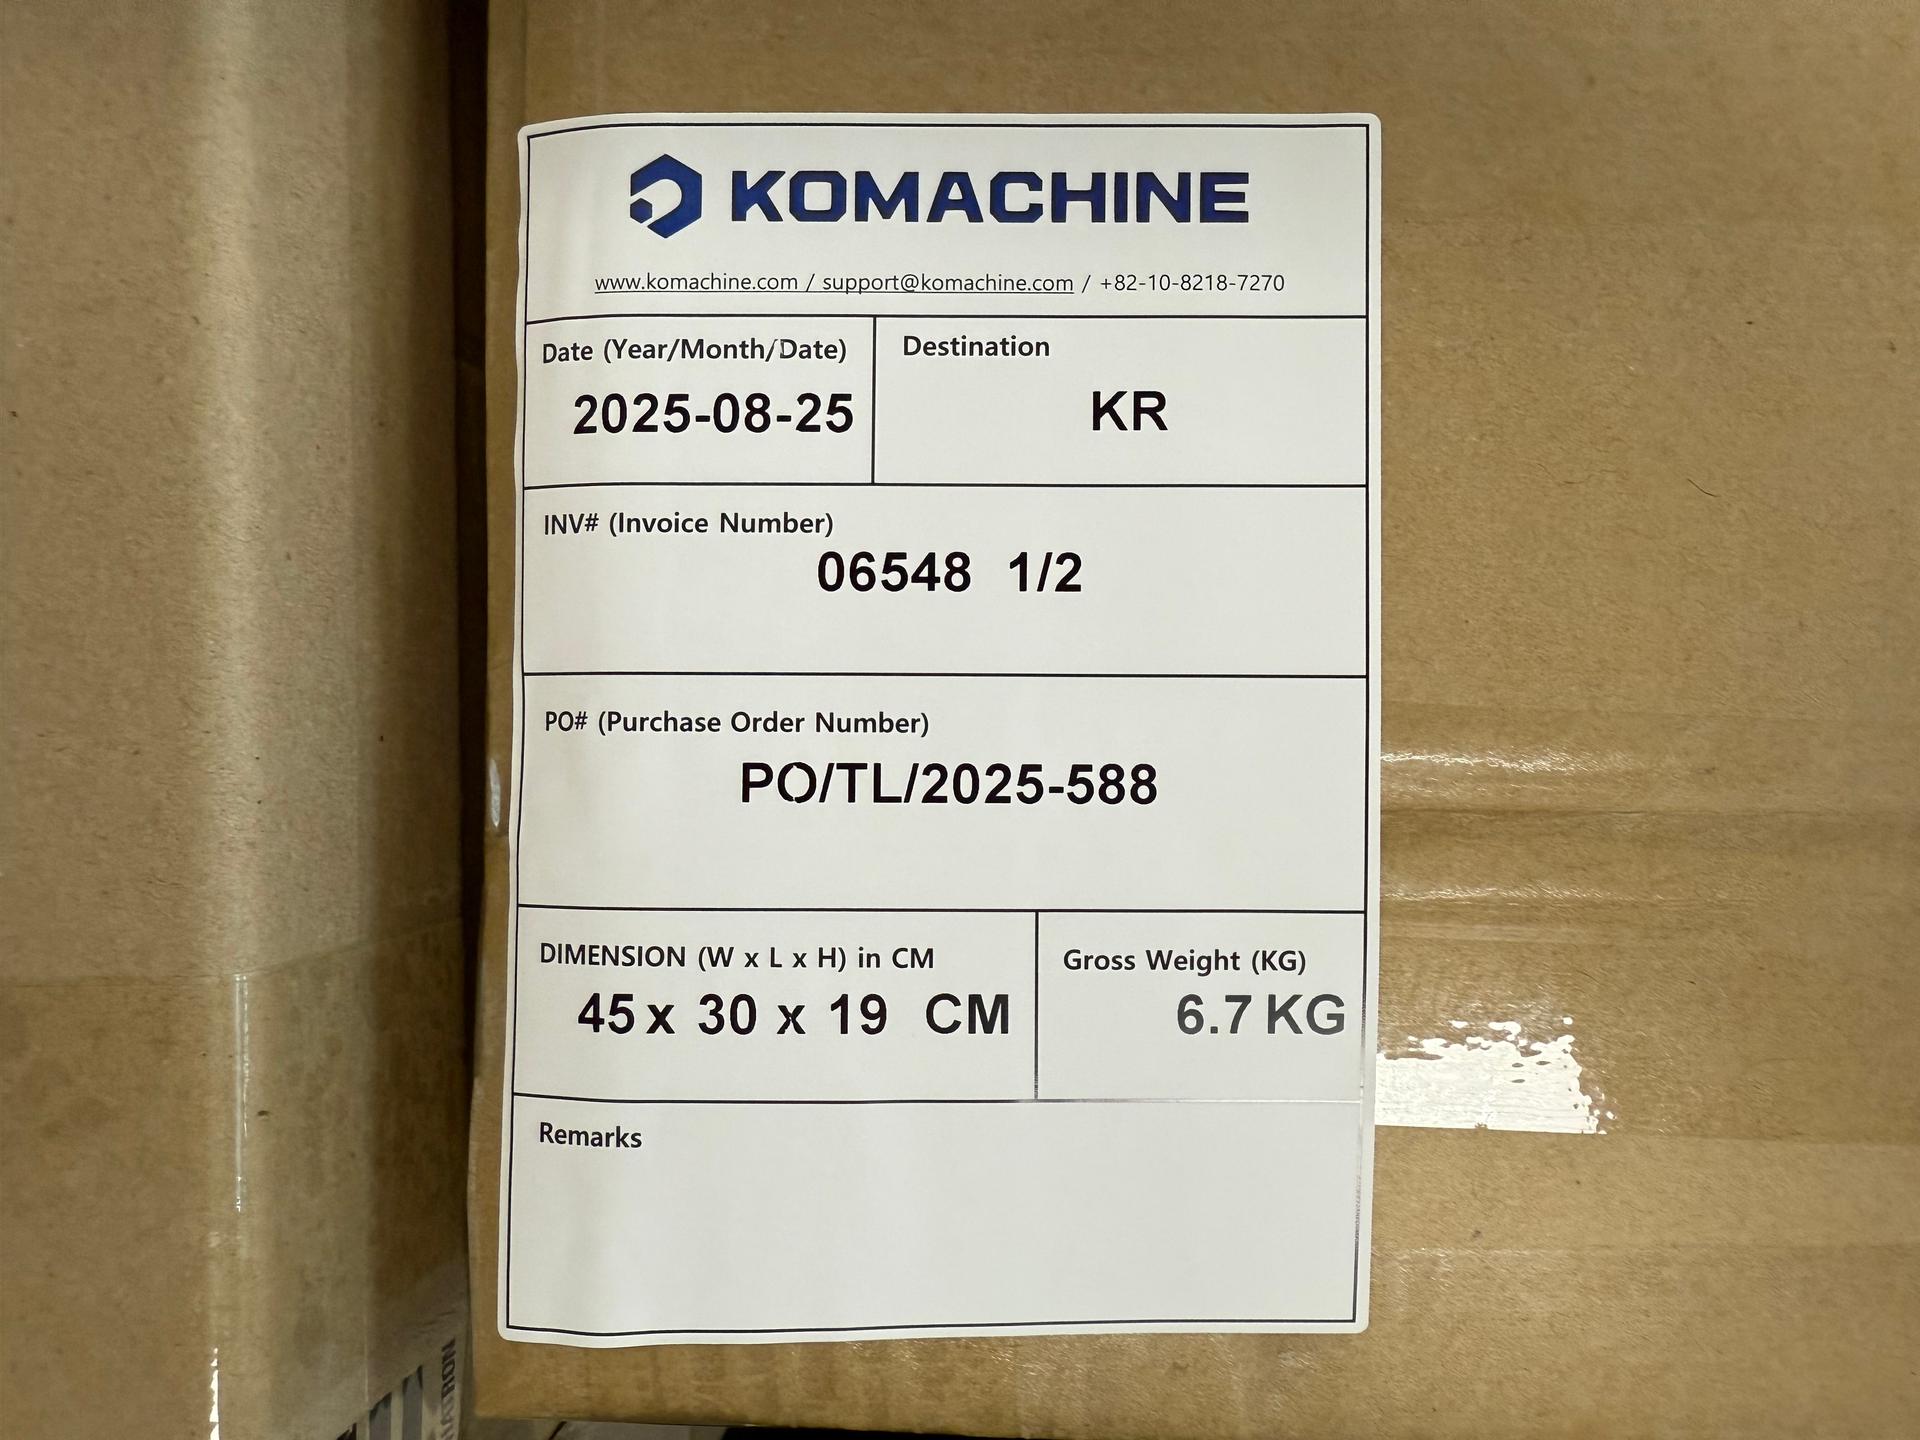 KOMACHINE
www.komachine.com / support@komachine.com / +82-10-8218-7270
Date (Year/Month/Date)
2025-08-25
Destination
KR
INV# (Invoice Number)
06548 1/2
PO# (Purchase Order Number)
PO/TL/2025-588
DIMENSION (W x L x H) in CM
45 x 30 x 19 CM
Gross Weight (KG)
6.7 KG
Remarks